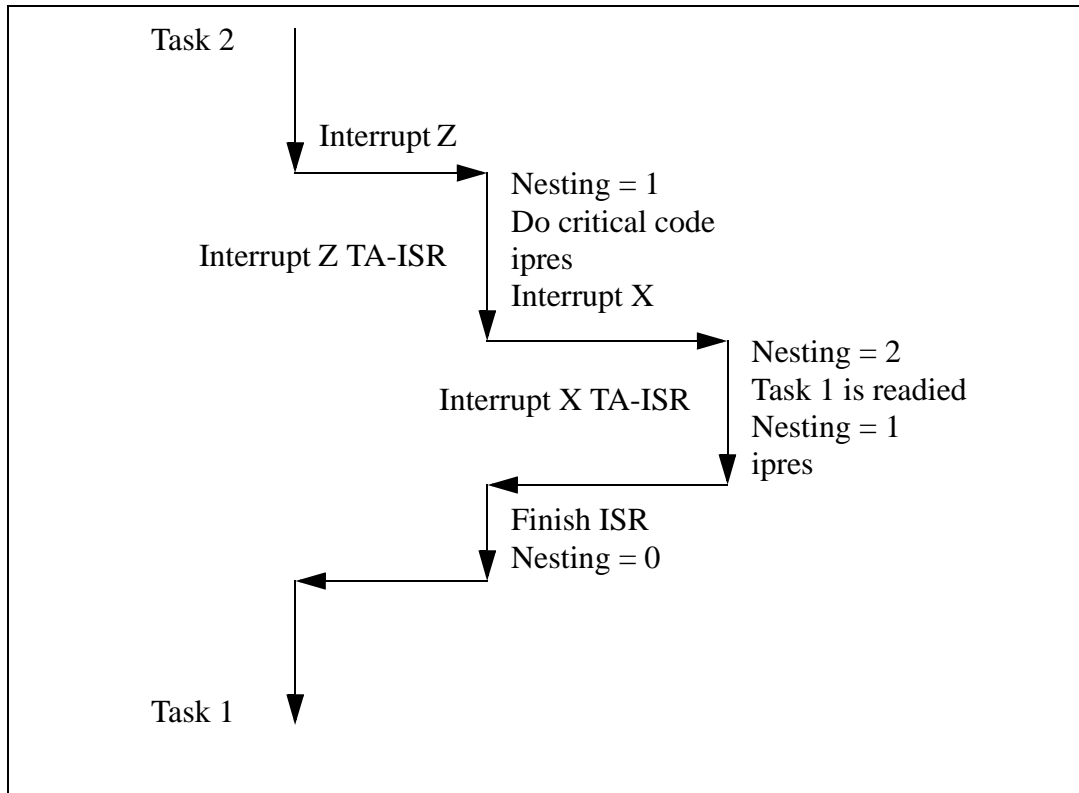 Task 2
Interrupt Z
Nesting = 1
Do critical code
Interrupt Z TA-ISR
ipres
Interrupt X
Nesting = 2
Task 1 is readied
Interrupt X TA-ISR
Nesting = 1
ipres
Finish ISR
Nesting = 0
Task 1